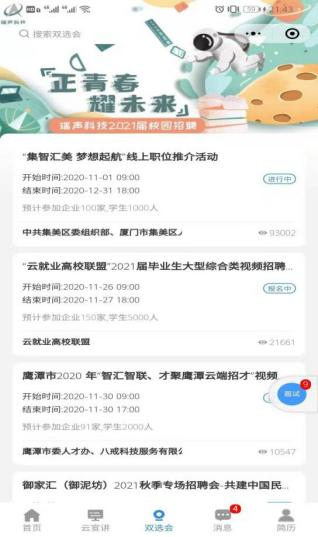 21:43
瑞声科技
搜索双选会
正青春
耀未来
瑞声科技2021届校园招聘
“集智汇美 梦想起航”线上职位推介活动
开始时间:2020-11-01 09:00
进行中
结束时间:2020-12-31 18:00
预计参加企业100家,学生1000人
中共集美区委组织部、厦门市集美区人
93002
“云就业高校联盟”2021届毕业生大型综合类视频招聘...
开始时间:2020-11-26 09:00
报名中
结束时间:2020-11-27 18:00
预计参加企业150家,学生5000人
云就业高校联盟
21661
鹰潭市2020 年“智汇智联、才聚鹰潭云端招才”视频
开始时间:2020-11-30 09:00
结束时间:2020-11-30 17:00
面试
9
预计参加企业91家,学生2000人
鹰潭市委人才办、八戒科技服务有限公
10547
御家汇（御泥坊）2021秋季专场招聘会-共建中国民...
首页
云宣讲
双选会
4
消息
简历